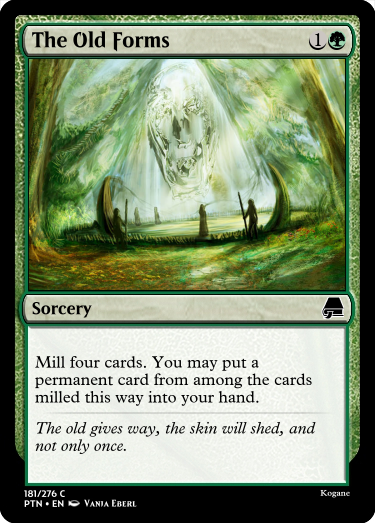 The Old Forms 1
Sorcery
Mill four cards. You may put a
permanent card from among the cards
milled this way into your hand.
The old gives way, the skin will shed, and
not only once.
181/276 C Kogane
PTN • EN Vanja Eberl